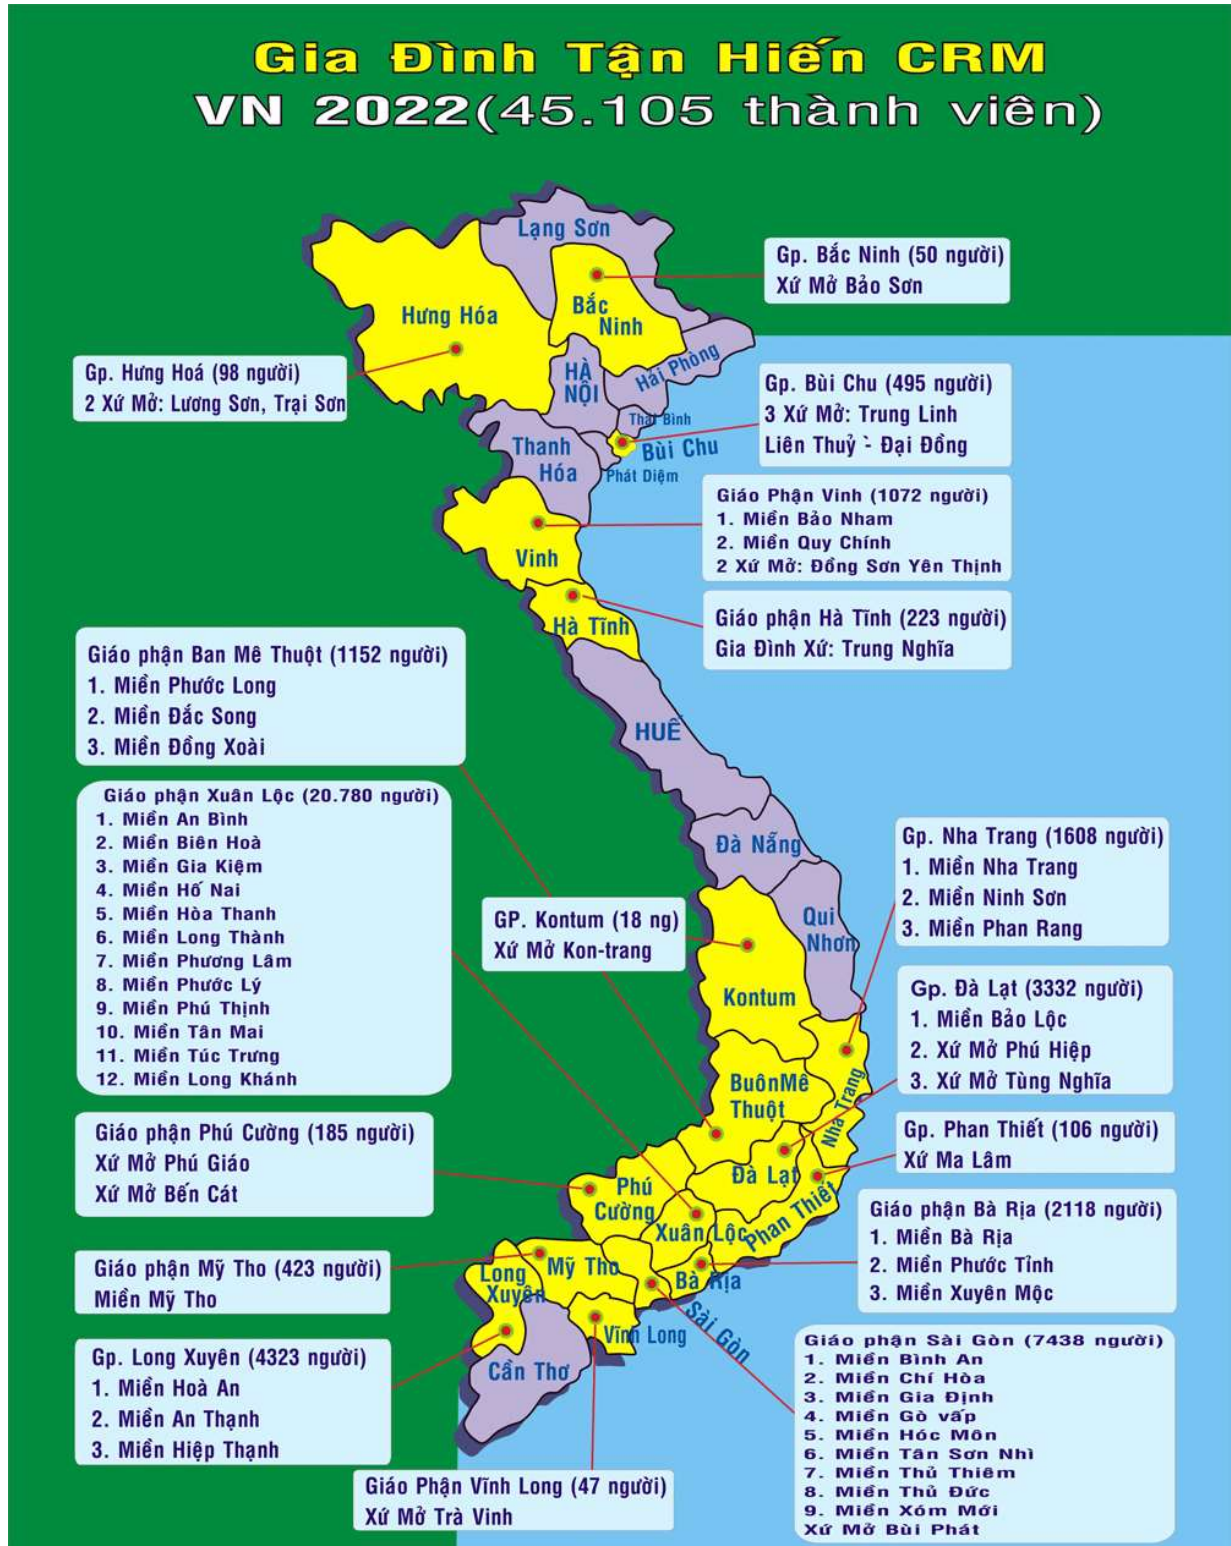 Gia Đình Tận Hiến CRM
VN 2022(45.105 thành viên)
Lạng Sơn
Gp. Bắc Ninh (50 người)
Xứ Mở Bảo Sơn
Hưng Hóa
Bắc
Ninh
Gp. Hưng Hoá (98 người)
2 Xứ Mở: Lương Sơn, Trại Sơn
HÀ
NỘI
Hải Phòng
Gp. Bùi Chu (495 người)
3 Xứ Mở: Trung Linh
Liên Thuỷ - Đại Đồng
Thái Bình
Bùi Chu
Phát Diệm
Thanh
Hóa
Giáo Phận Vinh (1072 người)
1. Miền Bảo Nham
2. Miền Quy Chính
2 Xứ Mở: Đồng Sơn Yên Thịnh
Vinh
Hà Tĩnh
Giáo phận Hà Tĩnh (223 người)
Gia Đình Xứ: Trung Nghĩa
Giáo phận Ban Mê Thuột (1152 người)
1. Miền Phước Long
2. Miền Đắc Song
3. Miền Đồng Xoài
HUẾ
Giáo phận Xuân Lộc (20.780 người)
1. Miền An Bình
2. Miền Biên Hoà
3. Miền Gia Kiệm
4. Miền Hố Nai
5. Miền Hòa Thanh
6. Miền Long Thành
7. Miền Phương Lâm
8. Miền Phước Lý
9. Miền Phú Thịnh
10. Miền Tân Mai
11. Miền Túc Trưng
12. Miền Long Khánh
Đà Nẵng
Gp. Nha Trang (1608 người)
1. Miền Nha Trang
2. Miền Ninh Sơn
3. Miền Phan Rang
GP. Kontum (18 ng)
Xứ Mở Kon-trang
Qui
Nhơn
Kontum
Gp. Đà Lạt (3332 người)
1. Miền Bảo Lộc
2. Xứ Mở Phú Hiệp
3. Xứ Mở Tùng Nghĩa
BuônMê
Thuột
Nha Trang
Giáo phận Phú Cường (185 người)
Xứ Mở Phú Giáo
Xứ Mở Bến Cát
Gp. Phan Thiết (106 người)
Xứ Ma Lâm
Đà Lạt
Phú
Cường
Phan Thiết
Xuân Lộc
Giáo phận Bà Rịa (2118 người)
1. Miền Bà Rịa
2. Miền Phước Tỉnh
3. Miền Xuyên Mộc
Giáo phận Mỹ Tho (423 người)
Miền Mỹ Tho
Long
Xuyên
Mỹ Tho
Bà Rịa
Sài Gòn
Vĩnh Long
Cần Thơ
Gp. Long Xuyên (4323 người)
1. Miền Hoà An
2. Miền An Thạnh
3. Miền Hiệp Thạnh
Giáo phận Sài Gòn (7438 người)
1. Miền Bình An
2. Miền Chí Hòa
3. Miền Gia Định
4. Miền Gò vấp
5. Miền Hóc Môn
6. Miền Tân Sơn Nhì
7. Miền Thủ Thiêm
8. Miền Thủ Đức
9. Miền Xóm Mới
Xứ Mở Bùi Phát
Giáo Phận Vĩnh Long (47 người)
Xứ Mở Trà Vinh